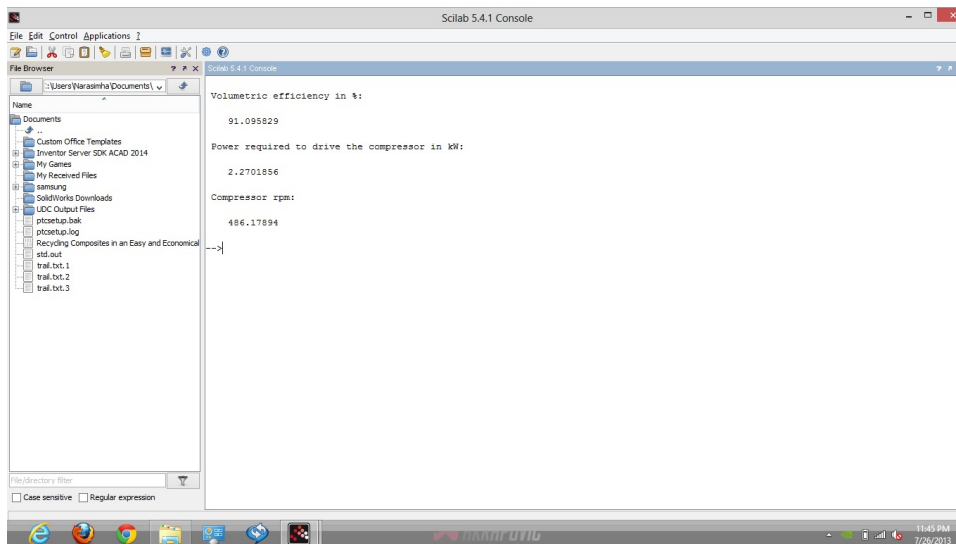 Scilab 5.4.1 Console
File Edit Control Applications ?
File Browser
Scilab 5.4.1 Console
:\Users\Narasimha\Documents\
Name
Documents
..
Custom Office Templates
Inventor Server SDK ACAD 2014
My Games
My Received Files
samsung
SolidWorks Downloads
UDC Output Files
ptcsetup.bak
ptcsetup.log
Recycling Composites in an Easy and Economical
std.out
trail.txt.1
trail.txt.2
trail.txt.3
File/directory filter
Case sensitive
Regular expression
Volumetric efficiency in %:
91.095829
Power required to drive the compressor in kW:
2.2701856
Compressor rpm:
486.17894
-->
11:45 PM
7/26/2013